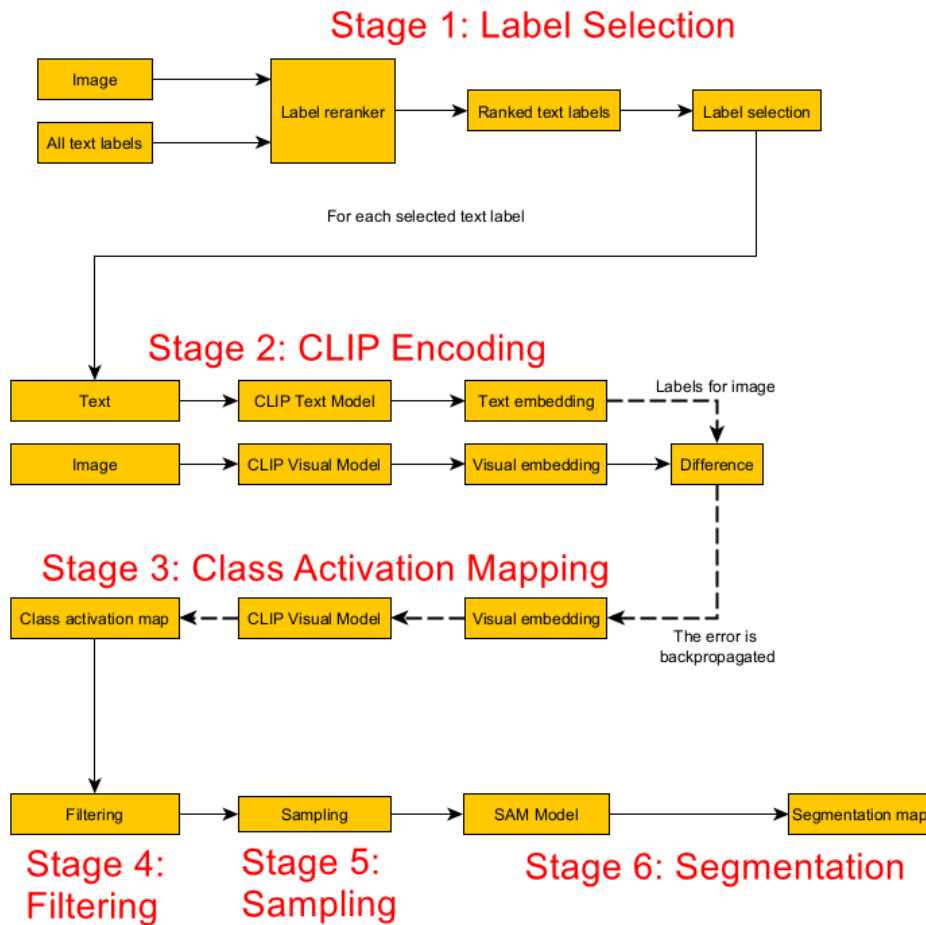 Stage 1: Label Selection
Image
Label reranker
Ranked text labels
Label selection
All text labels
For each selected text label
Stage 2: CLIP Encoding
Labels for image
Text
CLIP Text Model
Text embedding
Image
CLIP Visual Model
Visual embedding
Difference
Stage 3: Class Activation Mapping
Class activation map
CLIP Visual Model
Visual embedding
The error is
backpropagated
Filtering
Sampling
SAM Model
Segmentation map
Stage 4:
Filtering
Stage 5:
Sampling
Stage 6: Segmentation